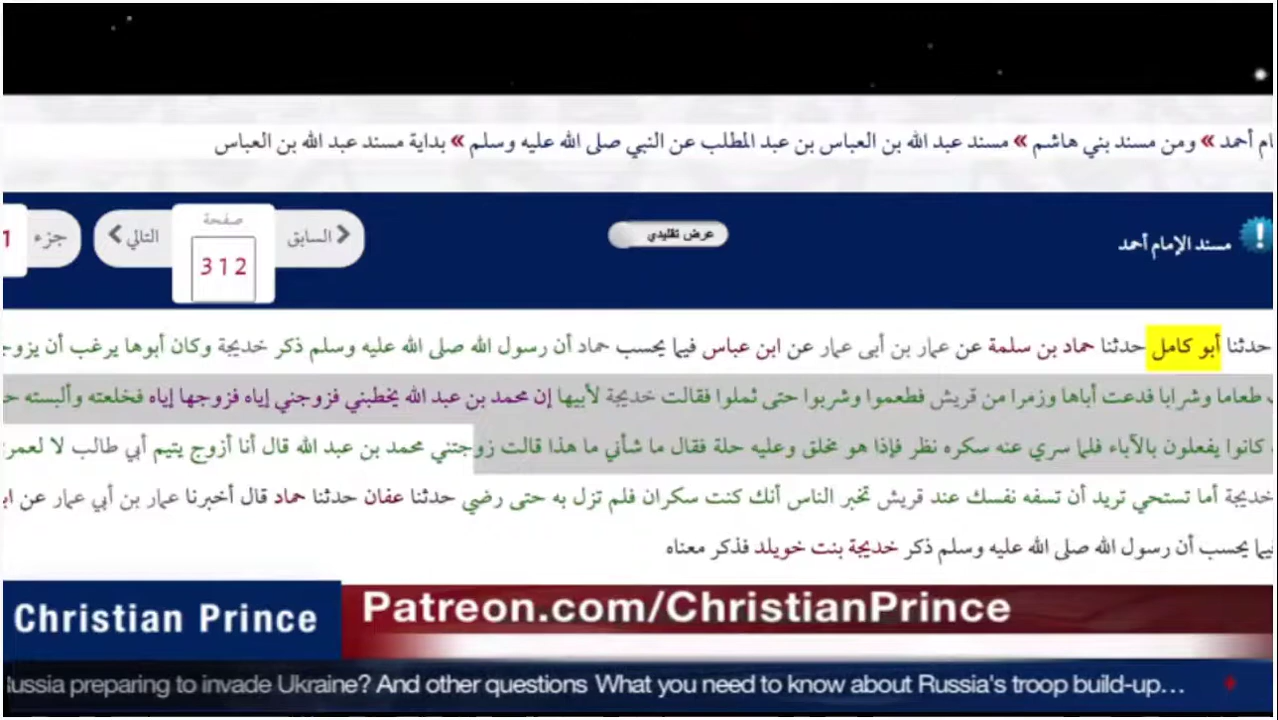 ام أحمد » ومن مسند بني هاشم » مسند عبد الله بن العباس بن عبد المطلب عن النبي صلى الله عليه وسلم » بداية مسند عبد الله بن العباس
مسند الإمام أحمد
عرض تقليدي
السابق
صفحة
312
التالي
جزء
1
حدثنا أبو كامل حدثنا حماد بن سلمة عن عمار بن أبي عمار عن ابن عباس فيما يحسب حماد أن رسول الله صلى الله عليه وسلم ذكر خديجة وكان أبوها يرغب أن يزوج
طعاما وشرابا فدعت أباها وزمرا من قريش فطعموا وشربوا حتى ثملوا فقالت خديجة لأبيها إن محمد بن عبد الله يخطبني فزوجني إياه فزوجها إياه فخلعته وألبسته ح
كانوا يفعلون بالآباء فلما سري عنه سكره نظر فإذا هو مخلق وعليه حلة فقال ما شأني ما هذا قالت زوجتني محمد بن عبد الله قال أنا أزوج يتيم أبي طالب لا لعمر
خديجة أما تستحي تريد أن تسفه نفسك عند قريش تخبر الناس أنك كنت سكران فلم تزل به حتى رضي حدثنا عفان حدثنا حماد قال أخبرنا عمار بن أبي عمار عن اب
فيما يحسب أن رسول الله صلى الله عليه وسلم ذكر خديجة بنت خويلد فذكر معناه
Christian Prince
Patreon.com/ChristianPrince
Russia preparing to invade Ukraine? And other questions What you need to know about Russia's troop build-up...